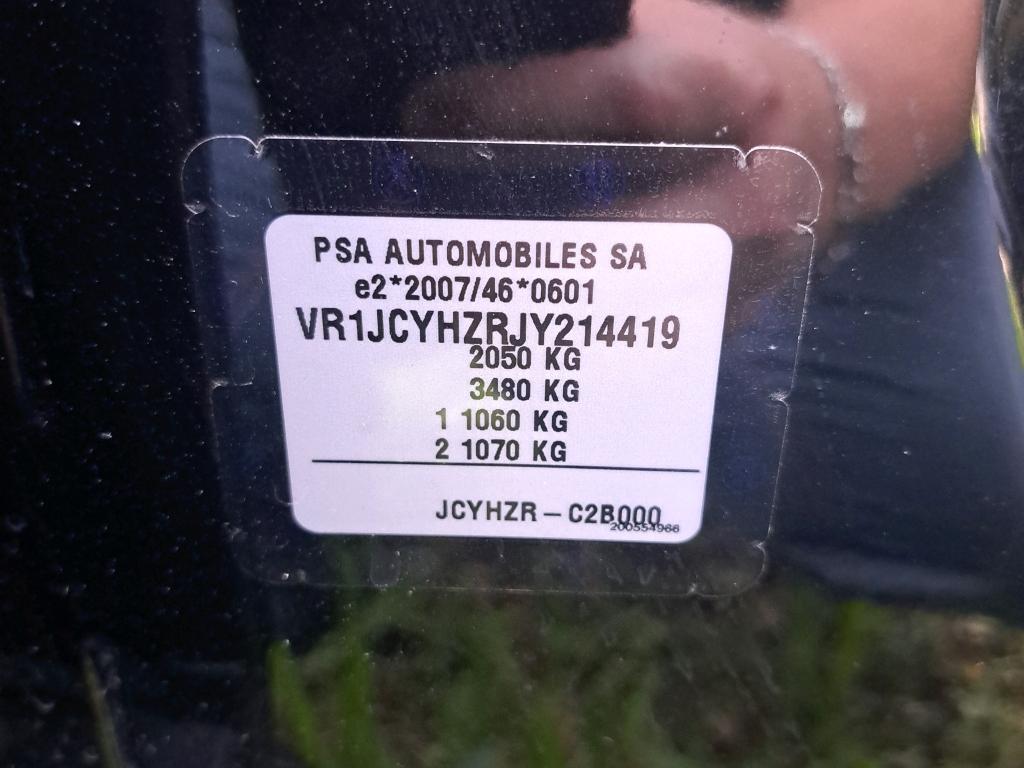 PSA AUTOMOBILES SA
e2*2007/46*0601
VR1JCYHZRJY214419
2050 KG
3480 KG
1 1060 KG
2 1070 KG
JCYHZR – C2B000
200554966